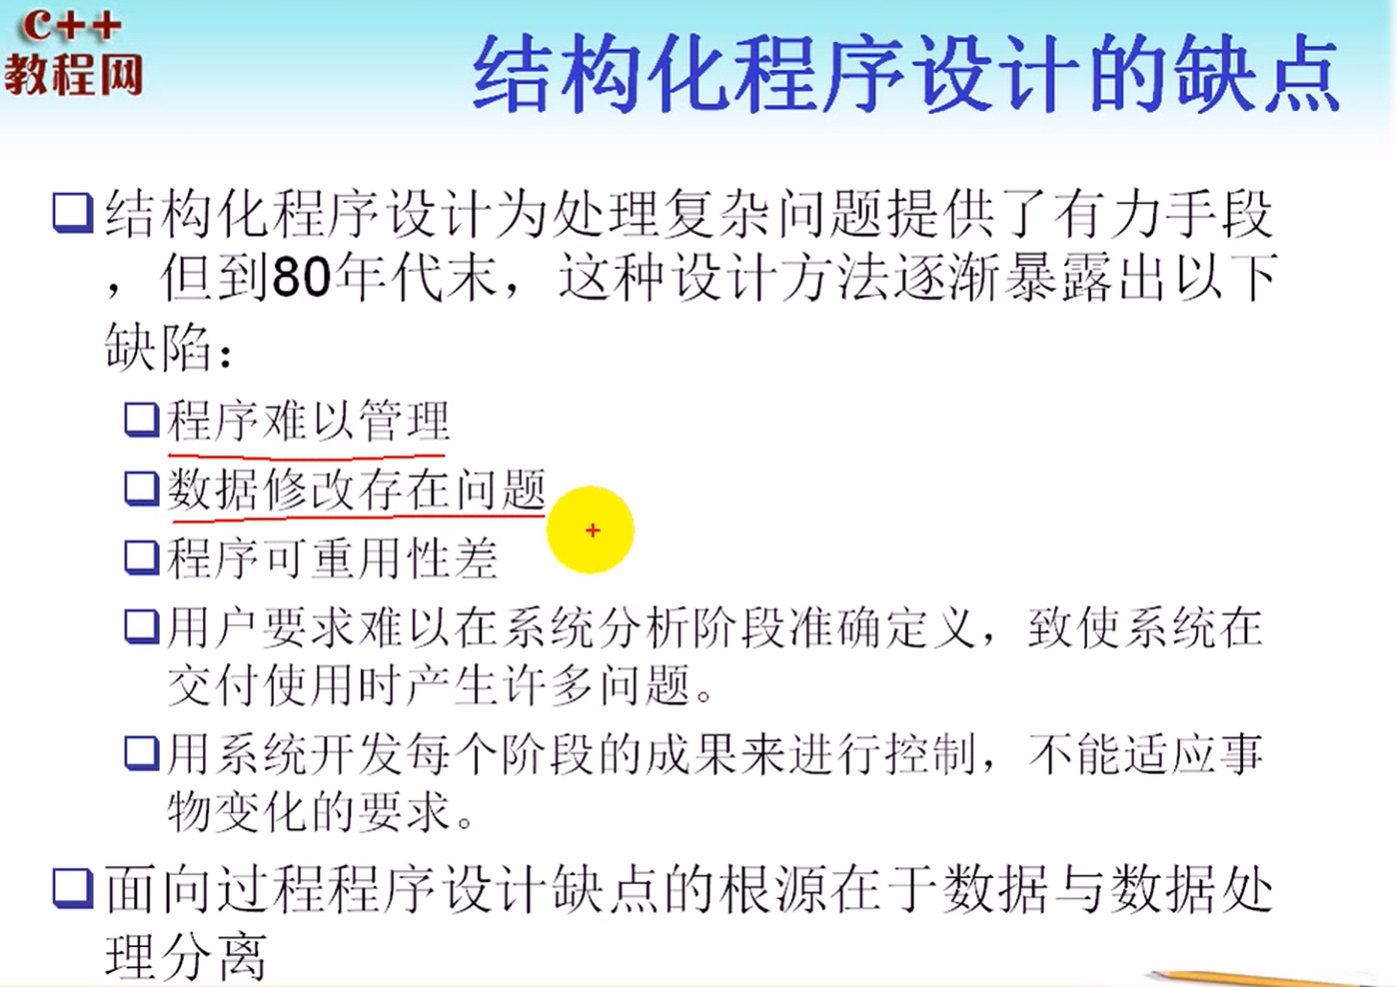 C++
教程网
结构化程序设计的缺点
结构化程序设计为处理复杂问题提供了有力手段
，但到80年代末，这种设计方法逐渐暴露出以下
缺陷：
程序难以管理
数据修改存在问题
程序可重用性差
用户要求难以在系统分析阶段准确定义，致使系统在
交付使用时产生许多问题。
用系统开发每个阶段的成果来进行控制，不能适应事
物变化的要求。
面向过程程序设计缺点的根源在于数据与数据处
理分离